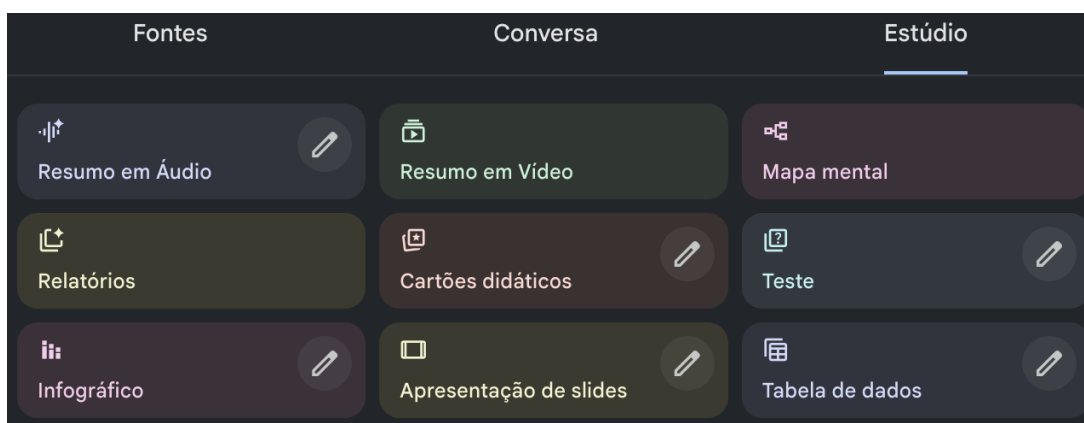 Fontes
Conversa
Estúdio
Resumo em Áudio
Resumo em Vídeo
Mapa mental
Relatórios
Cartões didáticos
Teste
Infográfico
Apresentação de slides
Tabela de dados